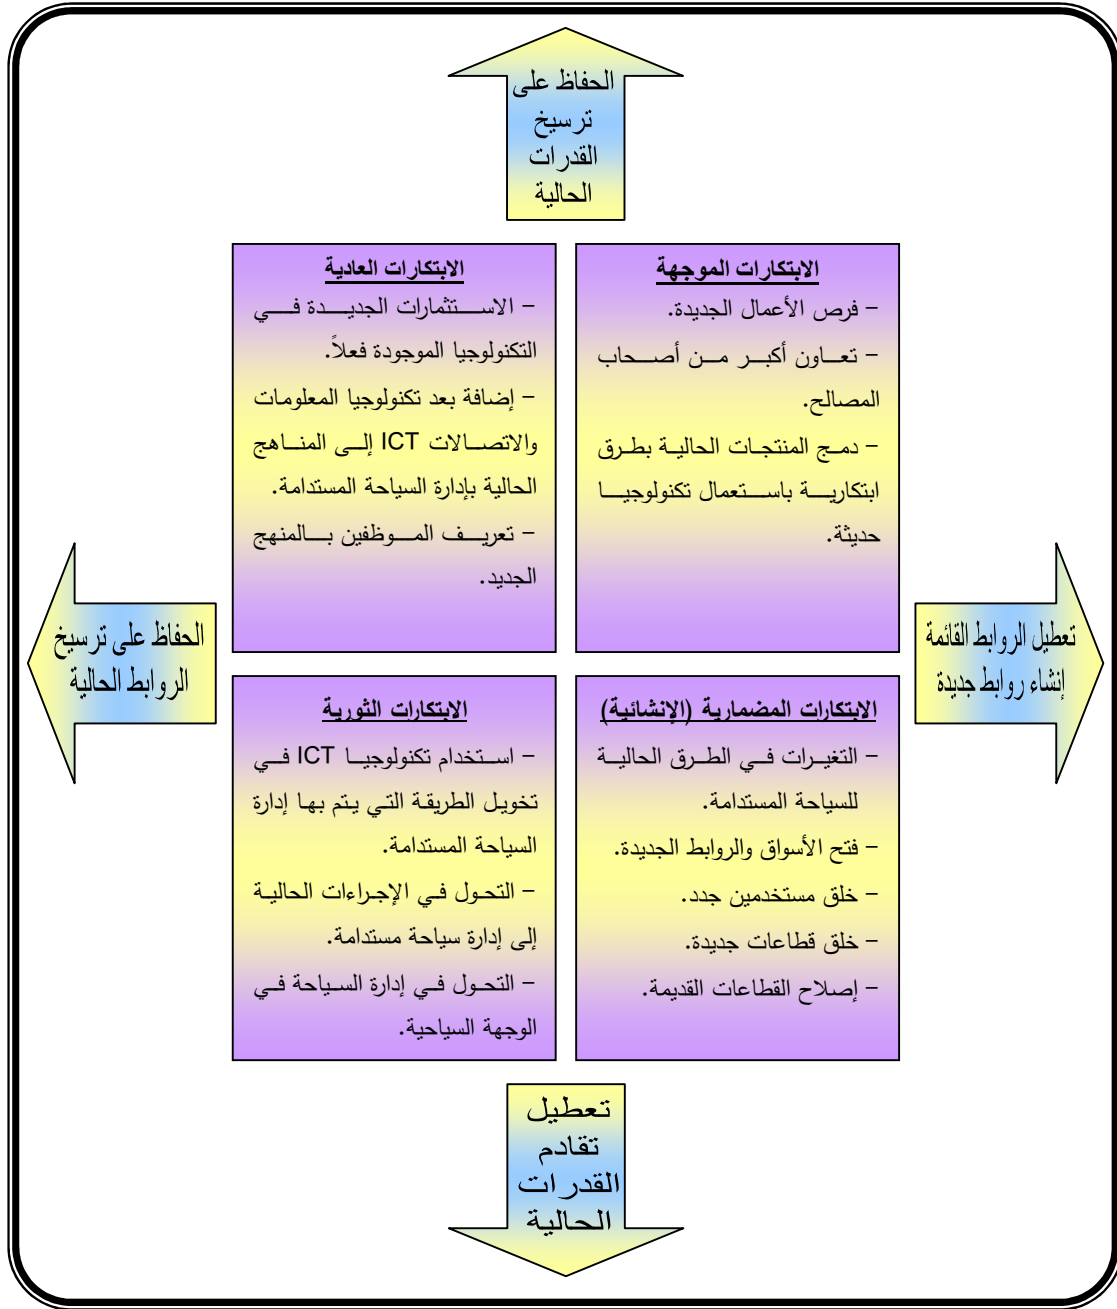 الحفاظ على
ترسيخ
القدرات
الحالية
الابتكارات الموجهة
- فرص الأعمال الجديدة.
- تعاون أكبر من أصحاب
المصالح.
- دمج المنتجات الحالية بطرق
ابتكارية باستعمال تكنولوجيا
حديثة.
الابتكارات العادية
- الاستثمارات الجديدة في
التكنولوجيا الموجودة فعلاً.
- إضافة بعد تكنولوجيا المعلومات
والاتصالات ICT إلى المناهج
الحالية بإدارة السياحة المستدامة.
- تعريف الموظفين بالمنهج
الجديد.
تعطيل الروابط القائمة
إنشاء روابط جديدة
الحفاظ على ترسيخ
الروابط الحالية
الابتكارات المضمارية (الإنشائية)
- التغيرات في الطرق الحالية
للسياحة المستدامة.
- فتح الأسواق والروابط الجديدة.
- خلق مستخدمين جدد.
- خلق قطاعات جديدة.
- إصلاح القطاعات القديمة.
الابتكارات الثورية
- استخدام تكنولوجيا ICT في
تخويل الطريقة التي يتم بها إدارة
السياحة المستدامة.
- التحول في الإجراءات الحالية
إلى إدارة سياحة مستدامة.
- التحول في إدارة السياحة في
الوجهة السياحية.
تعطيل
تقادم
القدرات
الحالية